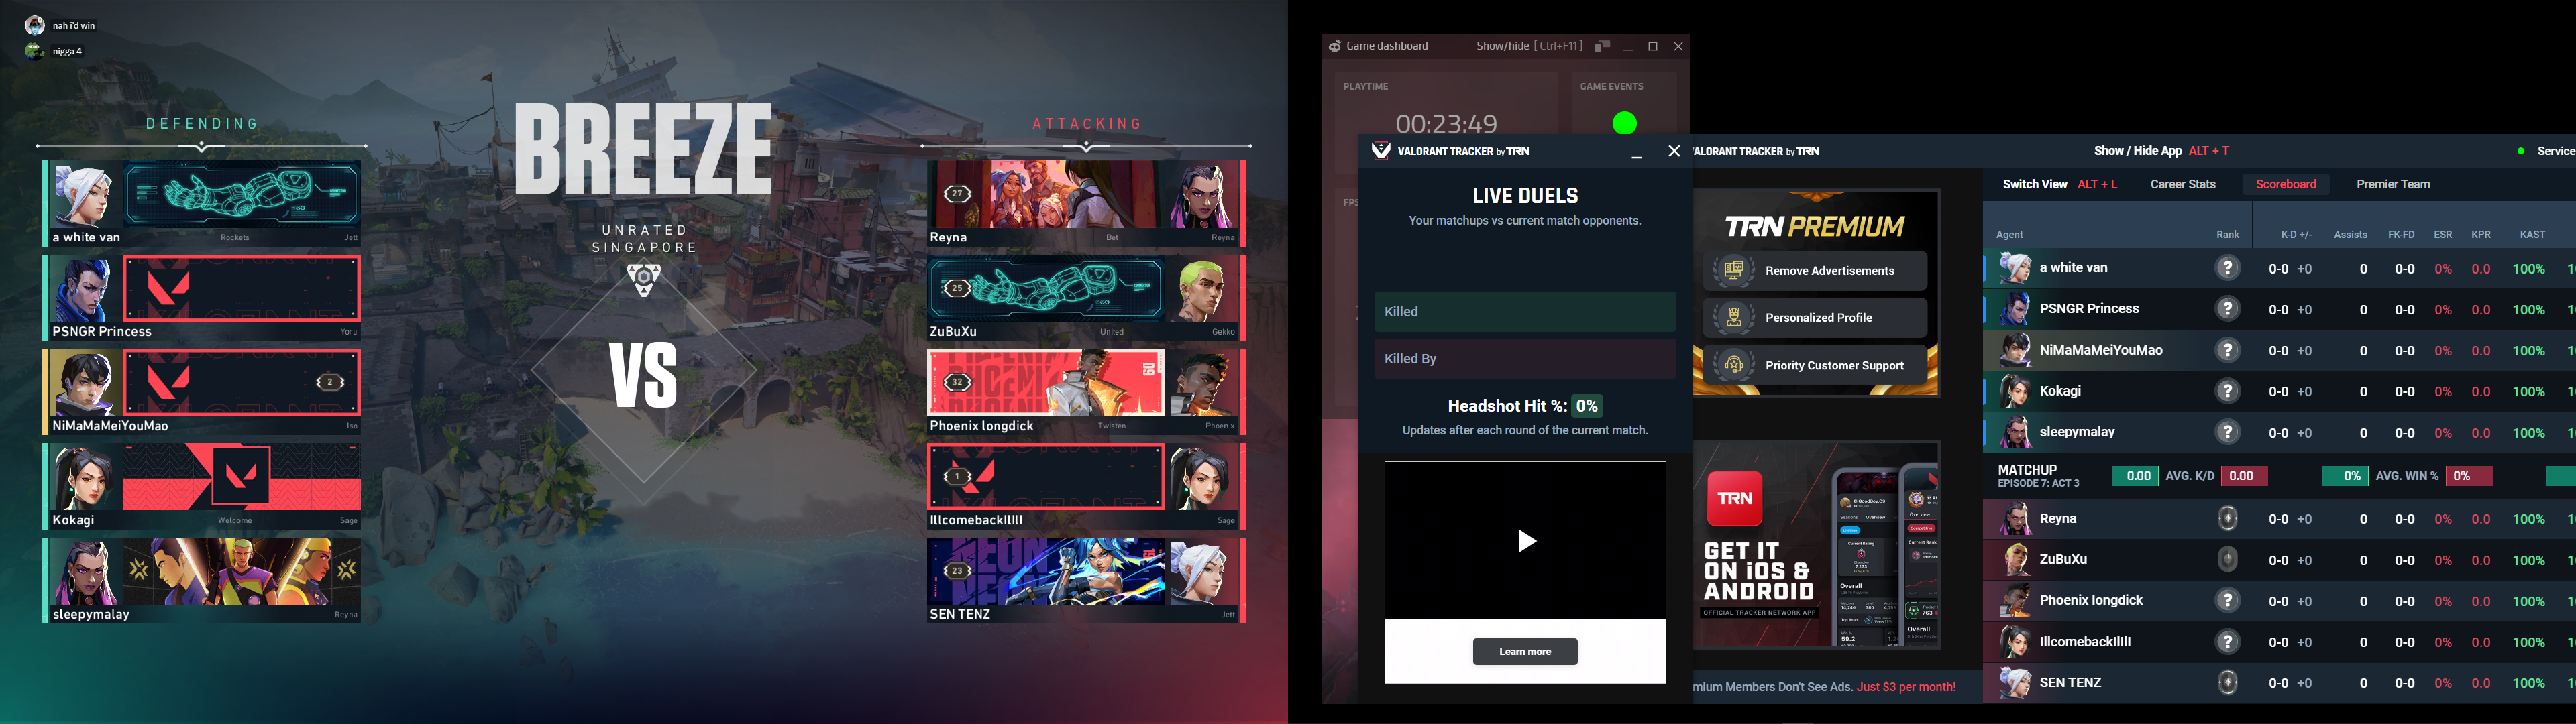 nah i'd win
nigga 4
DEFENDING
BREEZE
ATTACKING
UNRATED
SINGAPORE
VS
a white van
Rockets
Jett
PSNGR Princess
Yoru
2
NiMaMaMeiYouMao
Iso
Kokagi
Welcome
Sage
sleepymalay
Reyna
27
Reyna
Bet
Reyna
25
ZuBuXu
United
Gekko
32
Phoenix longdick
Twisten
Phoenix
1
IllcomebackIllIlI
Sage
23
SEN TENZ
Jett
Game dashboard
Show/hide [ Ctrl+F11 ]
PLAYTIME
00:23:49
GAME EVENTS
FPS
VALORANT TRACKER by TRN
LIVE DUELS
Your matchups vs current match opponents.
Killed
Killed By
Headshot Hit %: 0%
Updates after each round of the current match.
Learn more
ALORANT TRACKER by TRN
Show / Hide App ALT + T
Service
TRN PREMIUM
Remove Advertisements
Personalized Profile
Priority Customer Support
TRN
GET IT
ON iOS &
ANDROID
OFFICIAL TRACKER NETWORK APP
mium Members Don't See Ads. Just $3 per month!
Switch View ALT + L Career Stats Scoreboard Premier Team
Agent Rank K-D +/- Assists FK-FD ESR KPR KAST
a white van ? 0-0 +0 0 0-0 0% 0.0 100%
PSNGR Princess ? 0-0 +0 0 0-0 0% 0.0 100%
NiMaMaMeiYouMao ? 0-0 +0 0 0-0 0% 0.0 100%
Kokagi ? 0-0 +0 0 0-0 0% 0.0 100%
sleepymalay ? 0-0 +0 0 0-0 0% 0.0 100%
MATCHUP
EPISODE 7: ACT 3
0.00 AVG. K/D 0.00 0% AVG. WIN % 0%
Reyna 0-0 +0 0 0-0 0% 0.0 100%
ZuBuXu 0-0 +0 0 0-0 0% 0.0 100%
Phoenix longdick ? 0-0 +0 0 0-0 0% 0.0 100%
IllcomebackIllIlI ? 0-0 +0 0 0-0 0% 0.0 100%
SEN TENZ 0-0 +0 0 0-0 0% 0.0 100%